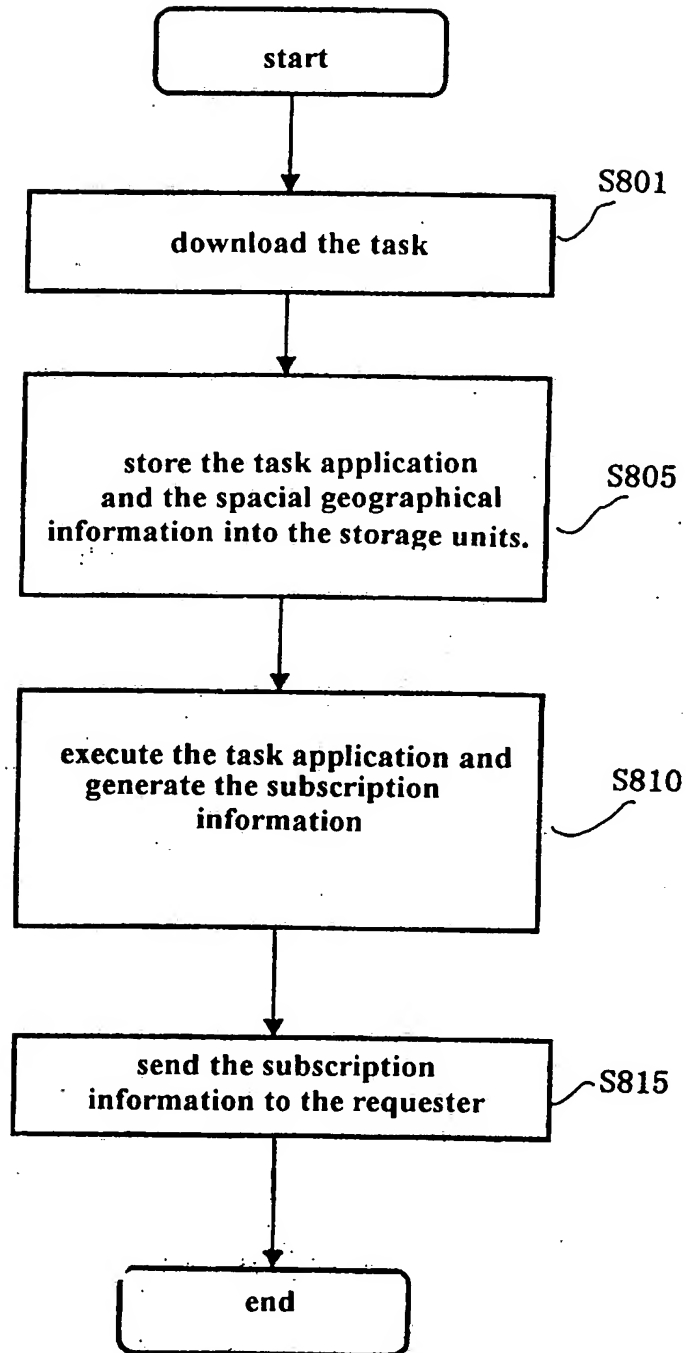 start
S801
download the task
store the task application
and the spacial geographical
information into the storage units.
S805
execute the task application and
generate the subscription
information
S810
send the subscription
information to the requester
S815
end